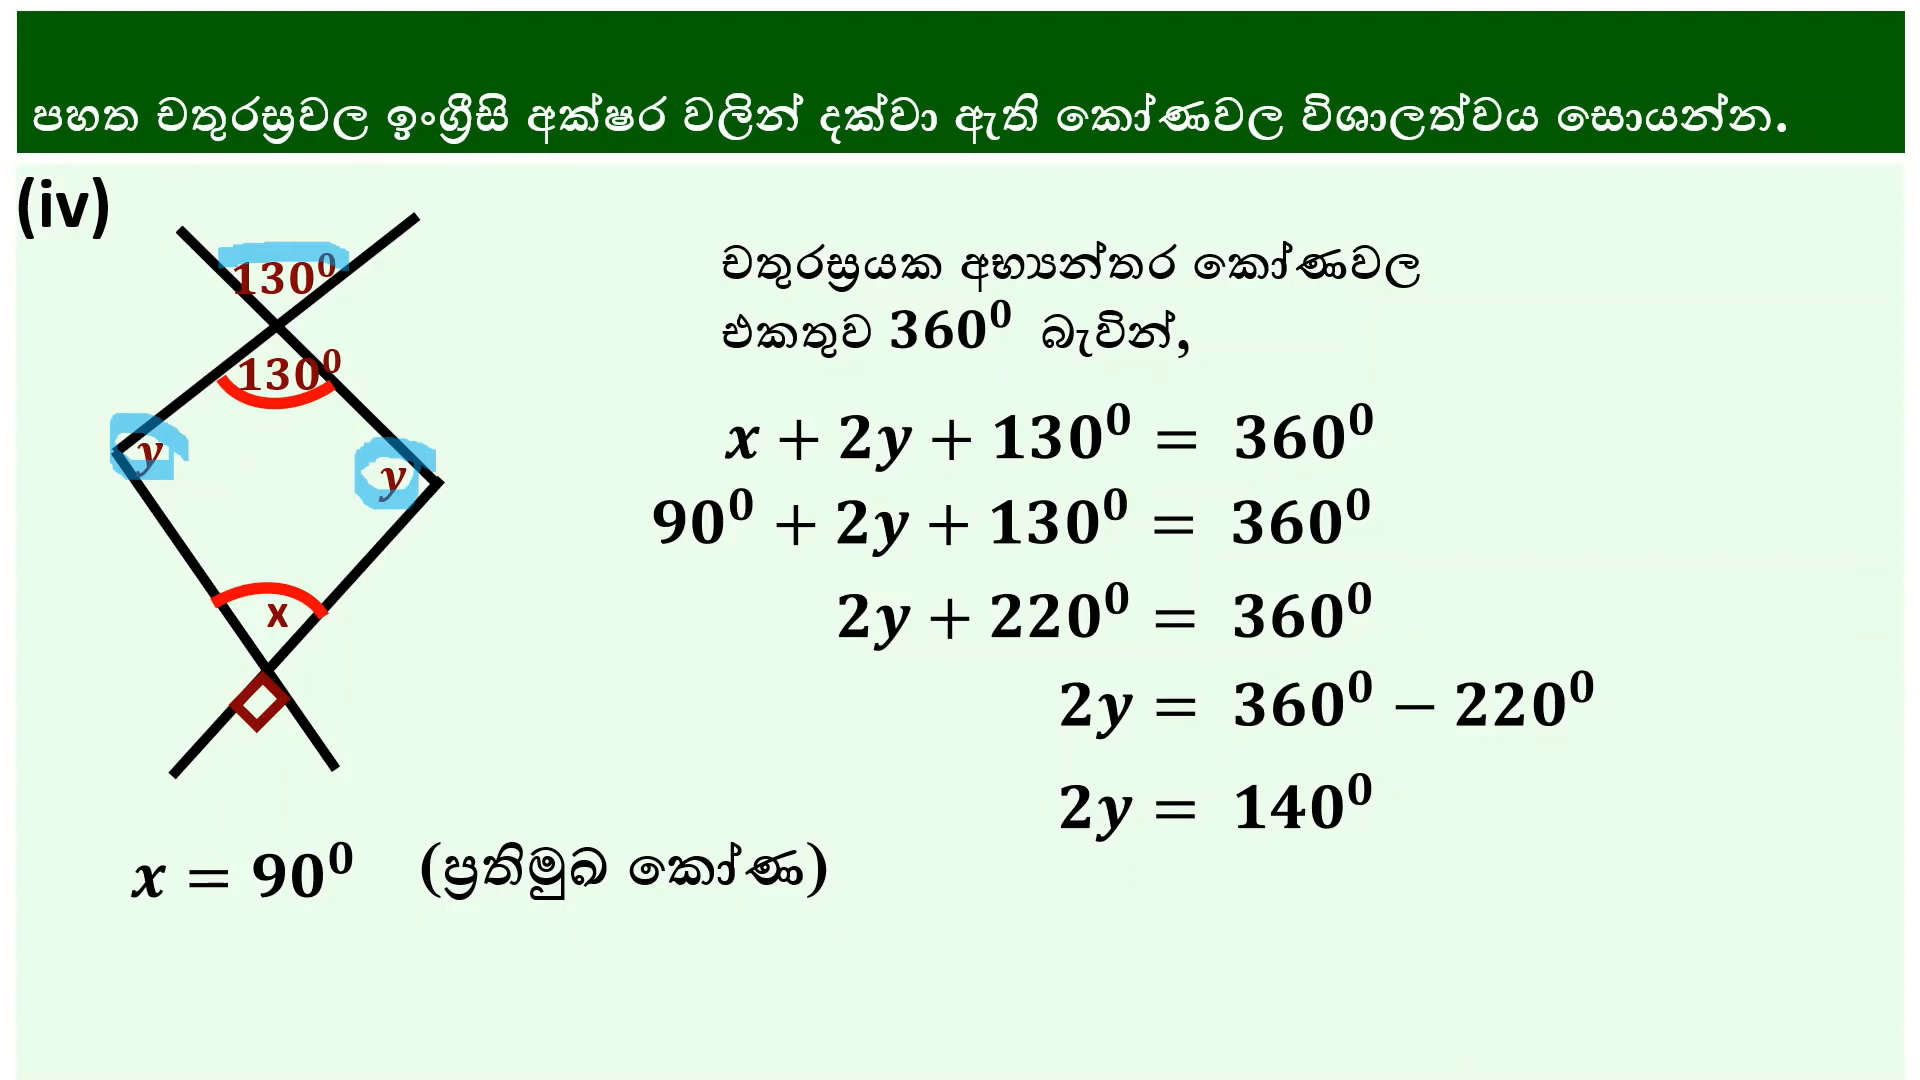 පහත චතුරස්‍රවල ඉංග්‍රීසි අක්ෂර වලින් දක්වා ඇති කෝණවල විශාලත්වය සොයන්න.
(iv)
130⁰
130⁰
y
y
x
x = 90⁰ (ප්‍රතිමුඛ කෝණ)
චතුරස්‍රයක අභ්‍යන්තර කෝණවල
එකතුව 360⁰ බැවින්,
x + 2y + 130⁰ = 360⁰
90⁰ + 2y + 130⁰ = 360⁰
2y + 220⁰ = 360⁰
2y = 360⁰ − 220⁰
2y = 140⁰